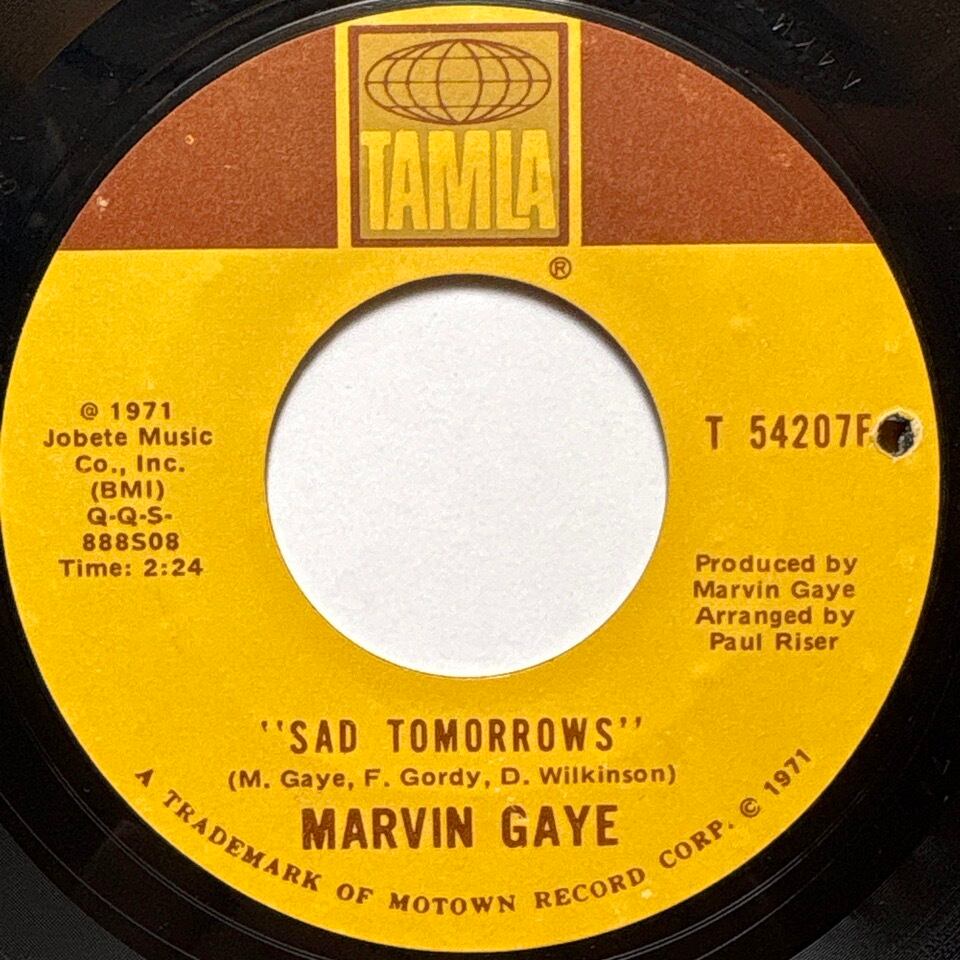 TAMLA
®
@ 1971
Jobete Music
Co., Inc.
(BMI)
Q-Q-S-
888S08
Time: 2:24
T 54207F
Produced by
Marvin Gaye
Arranged by
Paul Riser
"SAD TOMORROWS"
(M. Gaye, F. Gordy, D. Wilkinson)
MARVIN GAYE
A TRADEMARK OF MOTOWN RECORD CORP. © 1971